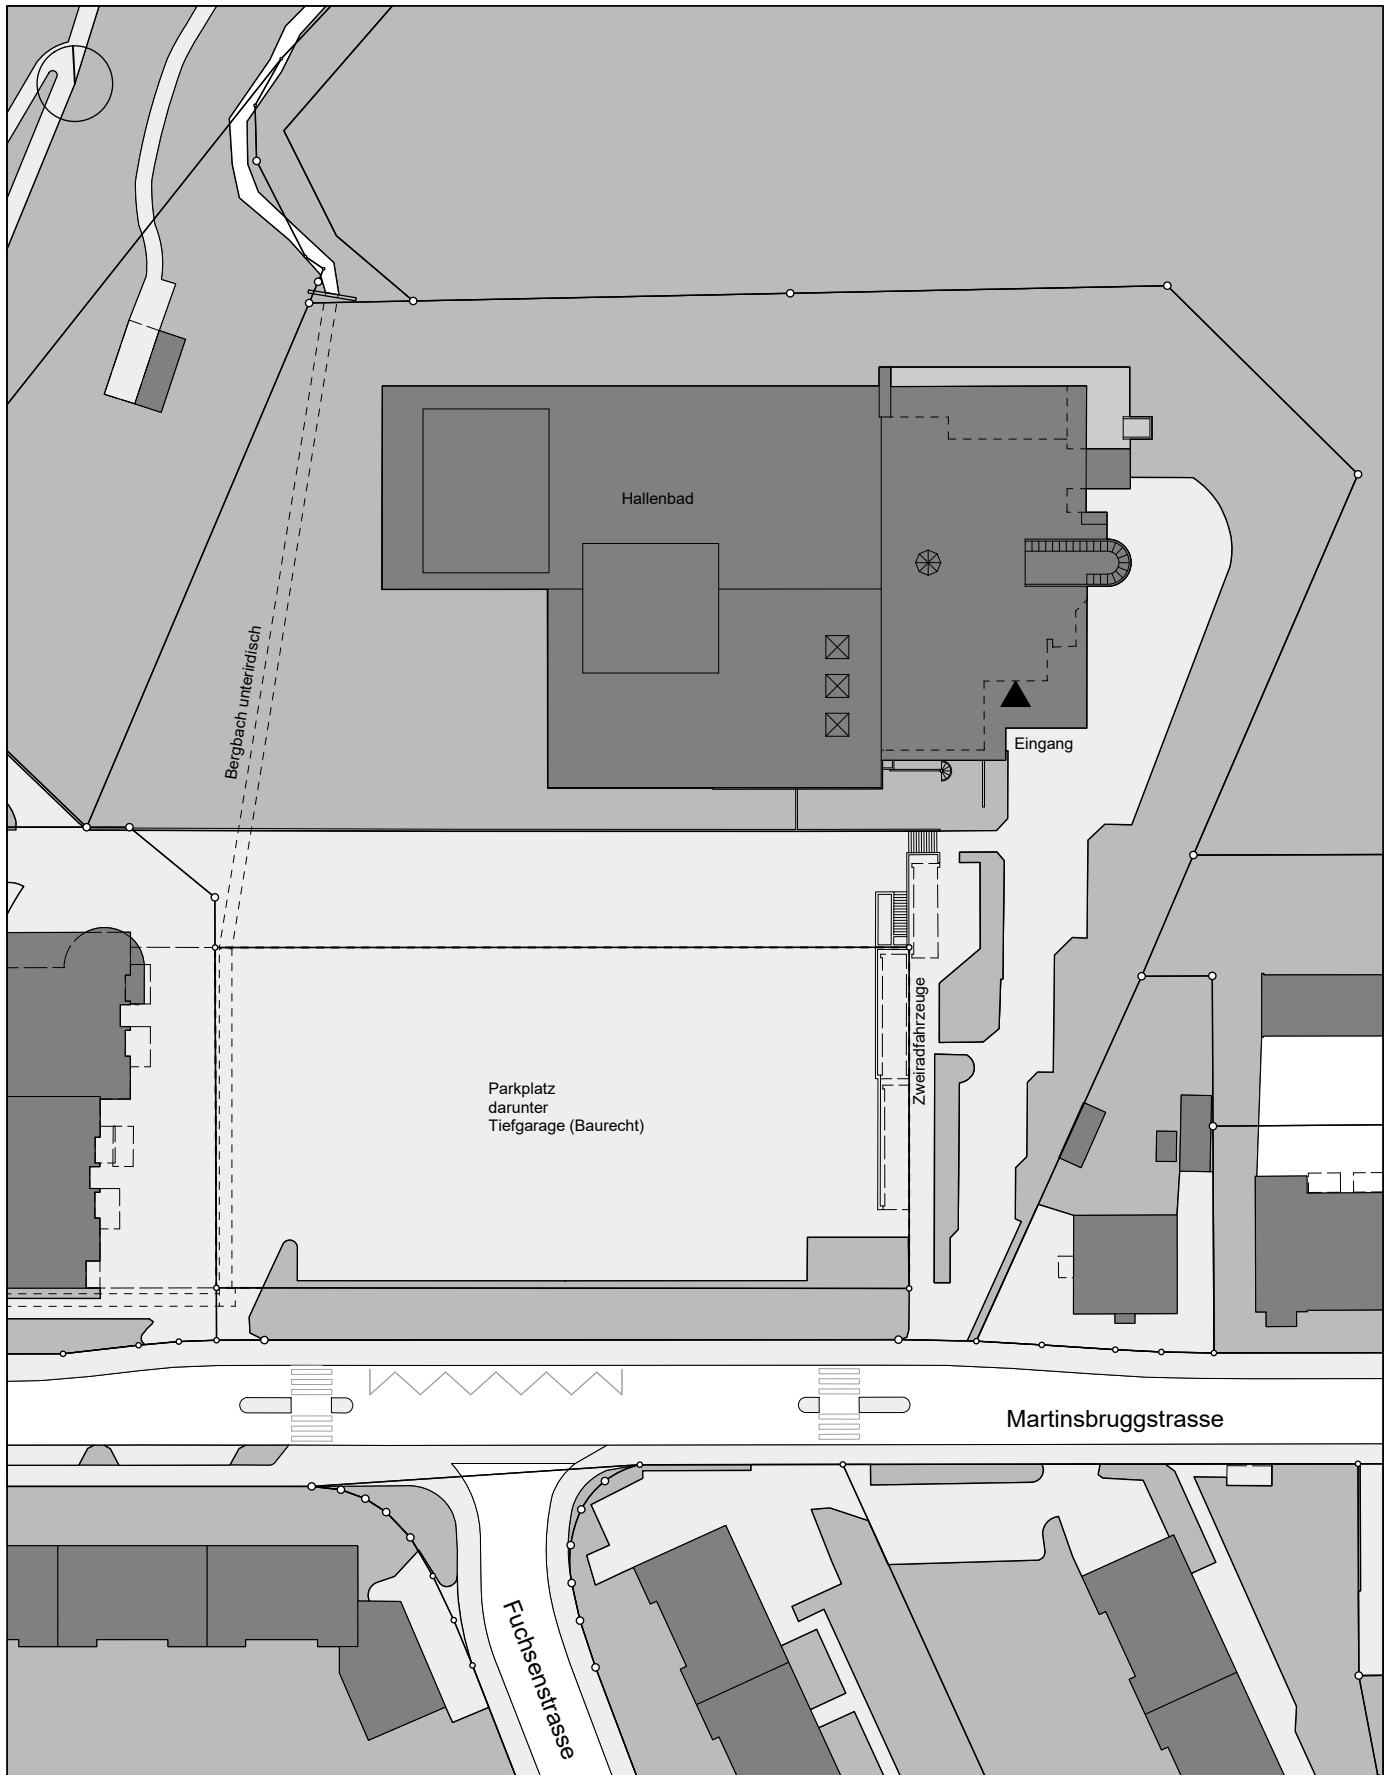 Hallenbad
Bergbach unterirdisch
Eingang
Zweiradfahrzeuge
Parkplatz
darunter
Tiefgarage (Baurecht)
Martinsbruggstrasse
Fuchsenstrasse